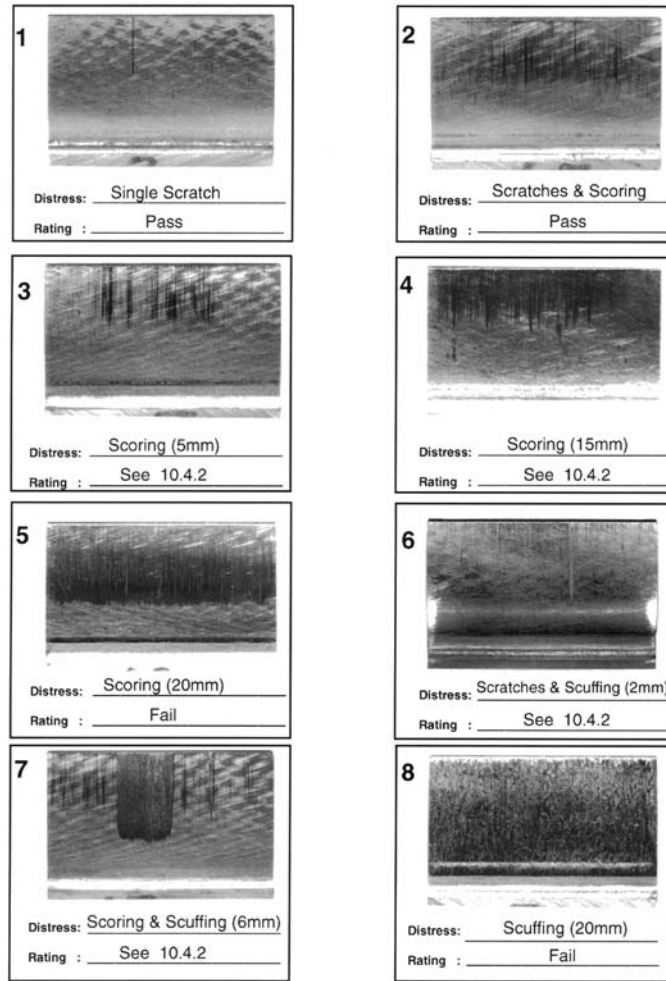 1
Distress: Single Scratch
Rating : Pass
2
Distress: Scratches & Scoring
Rating : Pass
3
Distress: Scoring (5mm)
Rating : See 10.4.2
4
Distress: Scoring (15mm)
Rating : See 10.4.2
5
Distress: Scoring (20mm)
Rating : Fail
6
Distress: Scratches & Scuffing (2mm)
Rating : See 10.4.2
7
Distress: Scoring & Scuffing (6mm)
Rating : See 10.4.2
8
Distress: Scuffing (20mm)
Rating : Fail